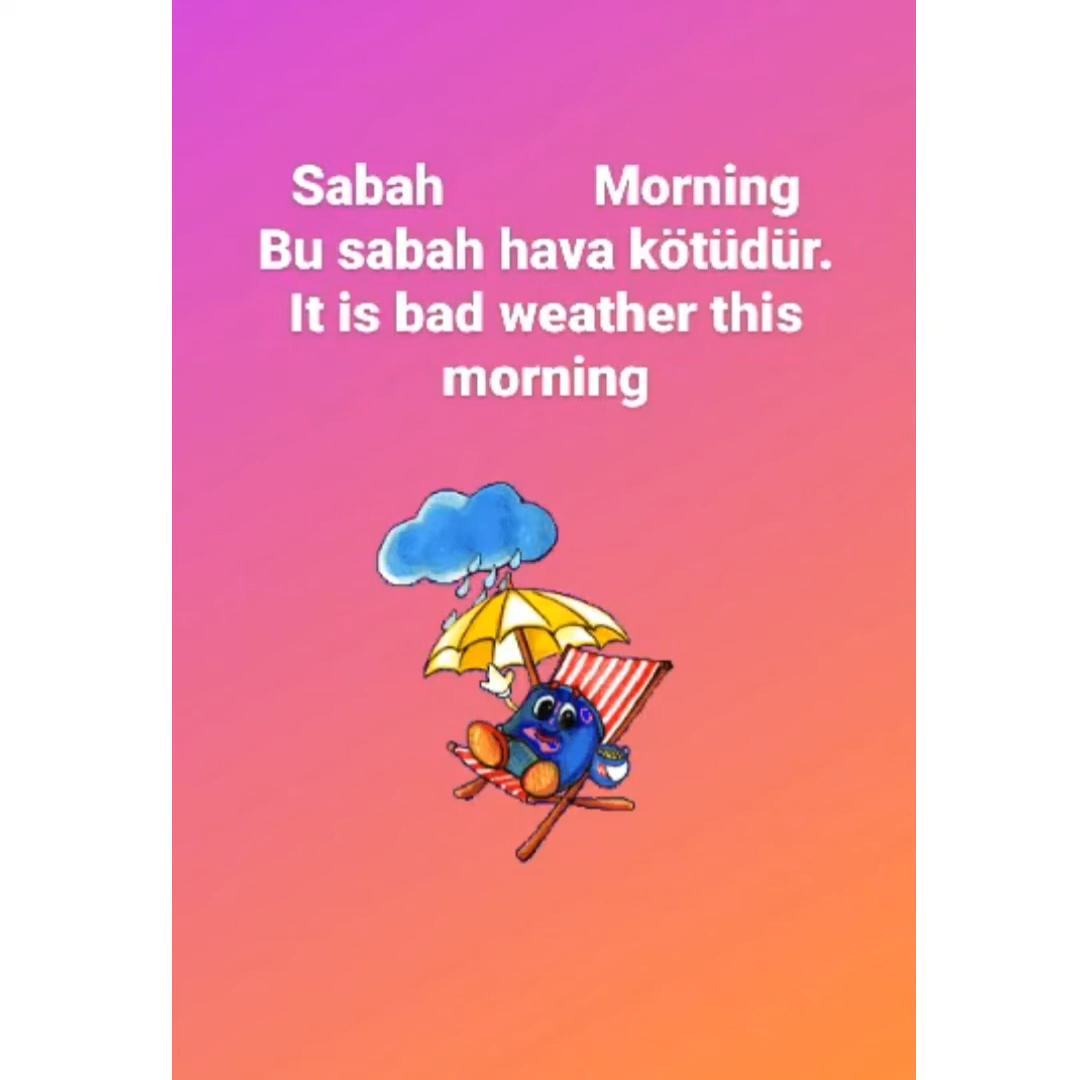 Sabah Morning
Bu sabah hava kötüdür.
It is bad weather this
morning